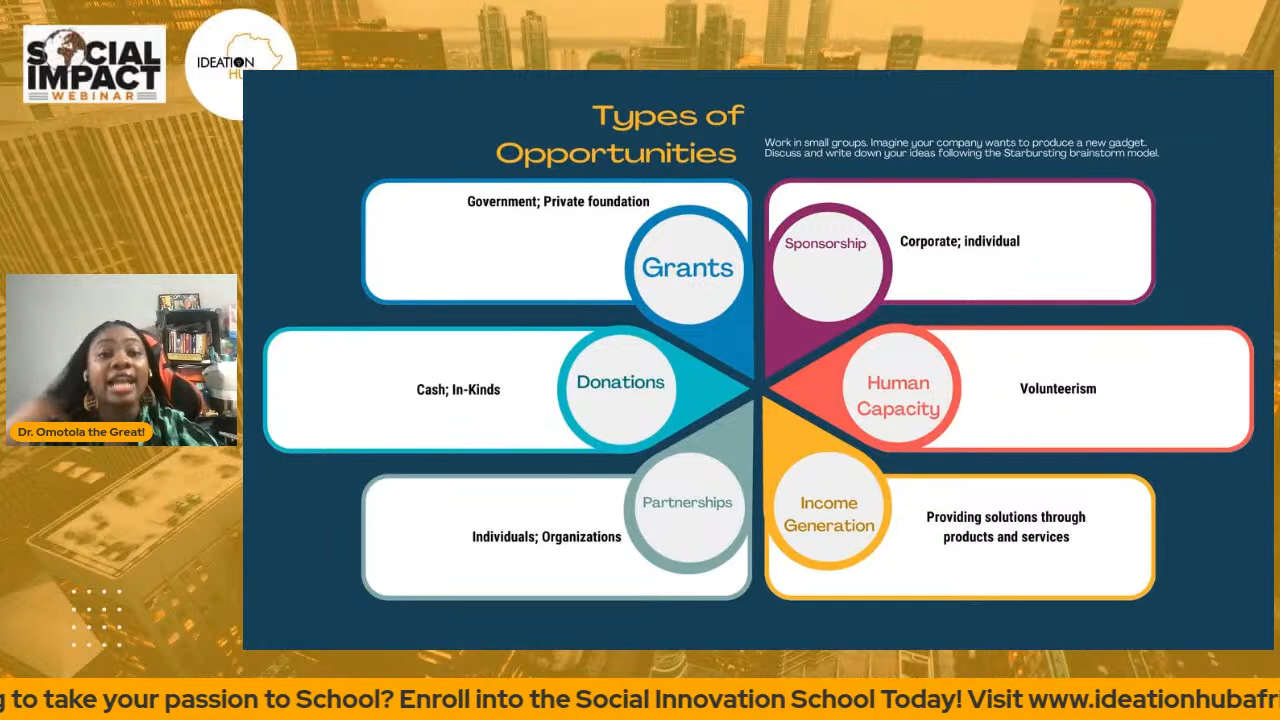 SOCIAL
IMPACT
WEBINAR
IDEATION
Types of
Opportunities
Work in small groups. Imagine your company wants to produce a new gadget.
Discuss and write down your ideas following the Starbursting brainstorm model.
Government; Private foundation
Grants
Sponsorship
Corporate; individual
Cash; In-Kinds
Donations
Human
Capacity
Volunteerism
Individuals; Organizations
Partnerships
Income
Generation
Providing solutions through
products and services
Dr. Omotola the Great!
g to take your passion to School? Enroll into the Social Innovation School Today! Visit www.ideationhubafr